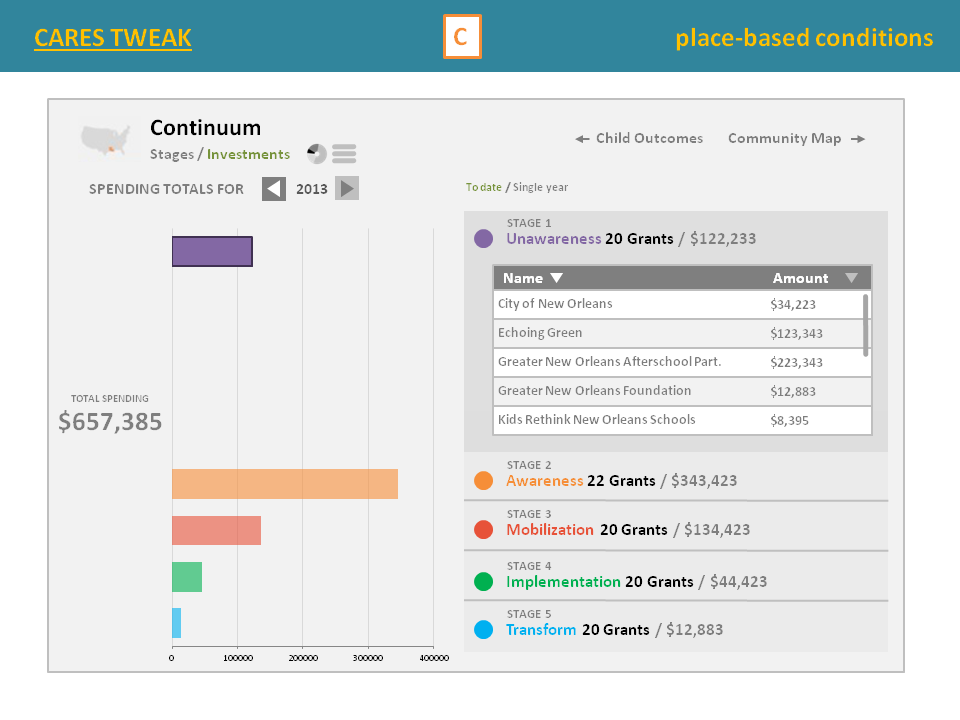 CARES TWEAK
C
place-based conditions
Continuum
Stages / Investments
← Child Outcomes
Community Map →
SPENDING TOTALS FOR
2013
To date / Single year
TOTAL SPENDING
$657,385
0
100000
200000
300000
400000
STAGE 1
Unawareness 20 Grants / $122,233
Name Amount
City of New Orleans $34,223
Echoing Green $123,343
Greater New Orleans Afterschool Part. $223,343
Greater New Orleans Foundation $12,883
Kids Rethink New Orleans Schools $8,395
STAGE 2
Awareness 22 Grants / $343,423
STAGE 3
Mobilization 20 Grants / $134,423
STAGE 4
Implementation 20 Grants / $44,423
STAGE 5
Transform 20 Grants / $12,883